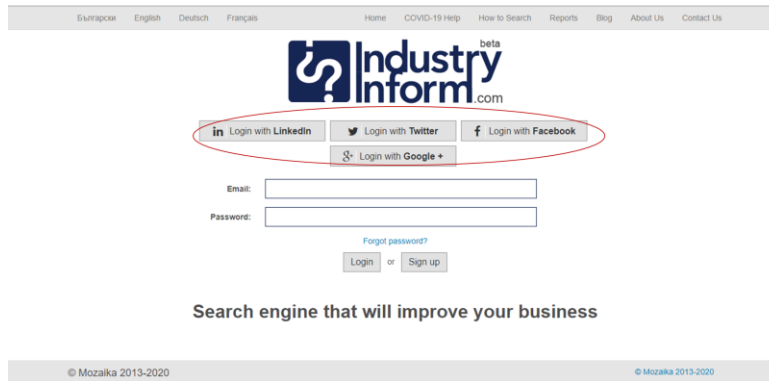 Български English Deutsch Français Home COVID-19 Help How to Search Reports Blog About Us Contact Us
beta
Industry
Inform.com
in Login with LinkedIn Login with Twitter f Login with Facebook
g+ Login with Google +
Email:
Password:
Forgot password?
Login or Sign up
Search engine that will improve your business
© Mozaika 2013-2020 © Mozaika 2013-2020